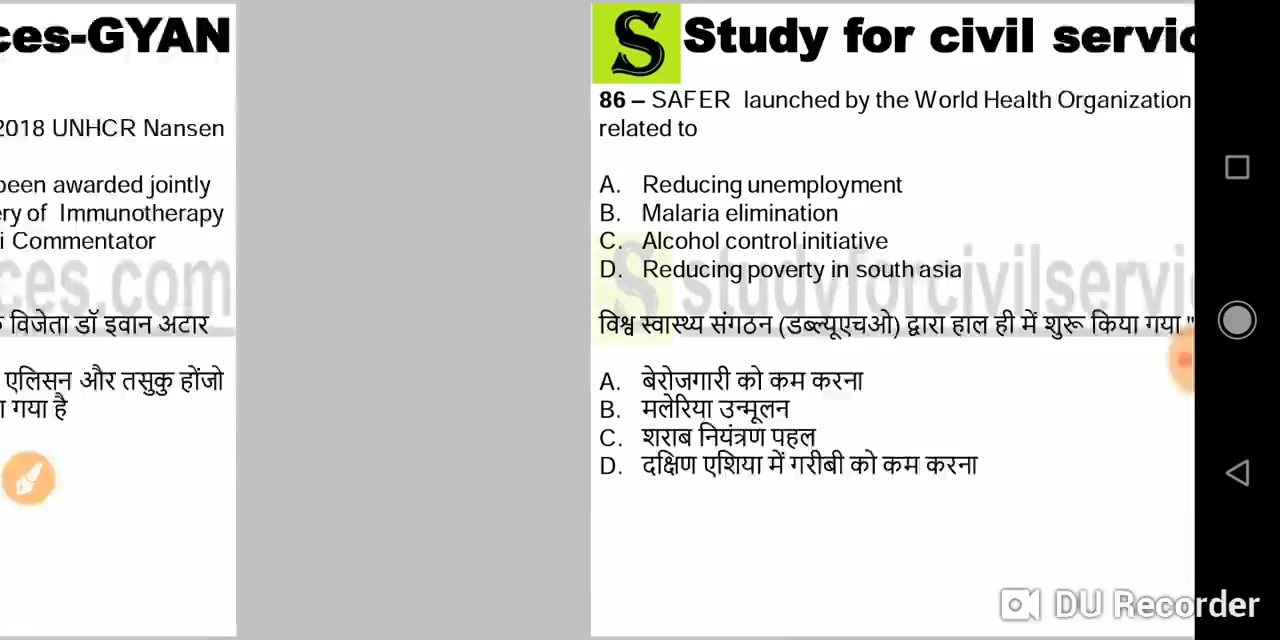 ces-GYAN
2018 UNHCR Nansen
been awarded jointly
ery of Immunotherapy
i Commentator
ces.com
विजेता डॉ इवान अटार
एलिसन और तसुकु होंजो
गया है
S Study for civil servic
86 – SAFER launched by the World Health Organization
related to
A. Reducing unemployment
B. Malaria elimination
C. Alcohol control initiative
D. Reducing poverty in south asia
S studyforcivilservi
विश्व स्वास्थ्य संगठन (डब्ल्यूएचओ) द्वारा हाल ही में शुरू किया गया "
A. बेरोजगारी को कम करना
B. मलेरिया उन्मूलन
C. शराब नियंत्रण पहल
D. दक्षिण एशिया में गरीबी को कम करना
DU Recorder